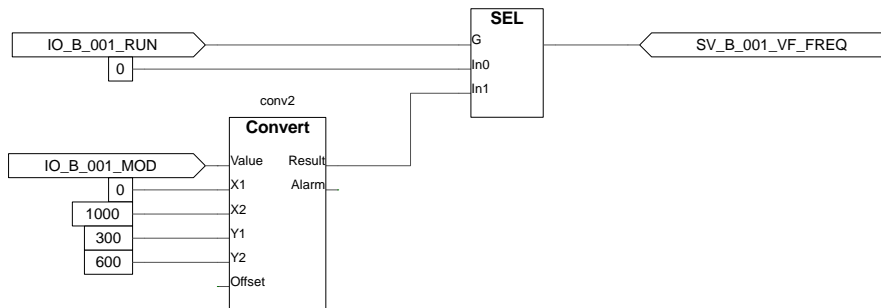 SEL
IO_B_001_RUN
G
SV_B_001_VF_FREQ
0
In0
In1
conv2
Convert
IO_B_001_MOD
Value Result
0
X1 Alarm
1000
X2
300
Y1
600
Y2
Offset